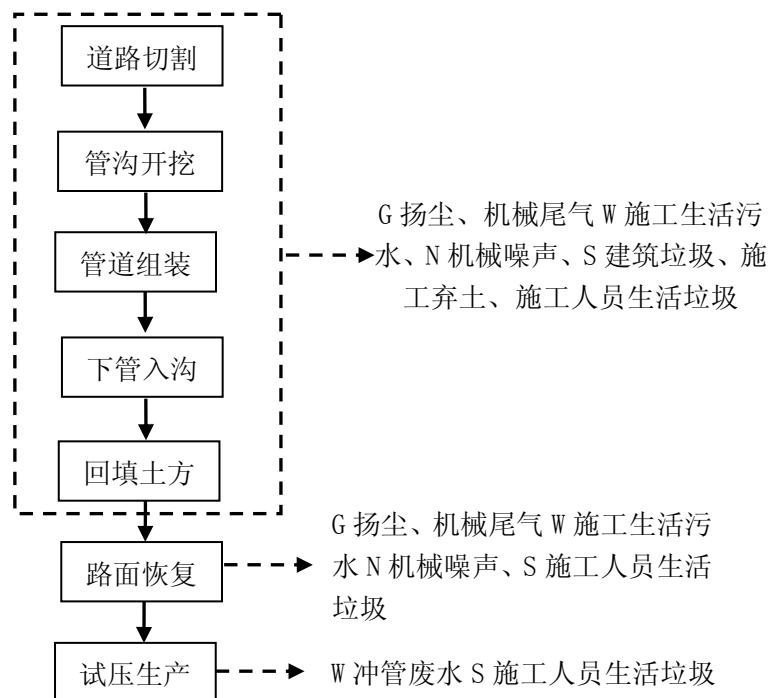 道路切割
管沟开挖
管道组装
下管入沟
回填土方
G 扬尘、机械尾气 W 施工生活污
水、N 机械噪声、S 建筑垃圾、施
工弃土、施工人员生活垃圾
路面恢复
G 扬尘、机械尾气 W 施工生活污
水 N 机械噪声、S 施工人员生活
垃圾
试压生产
W 冲管废水 S 施工人员生活垃圾